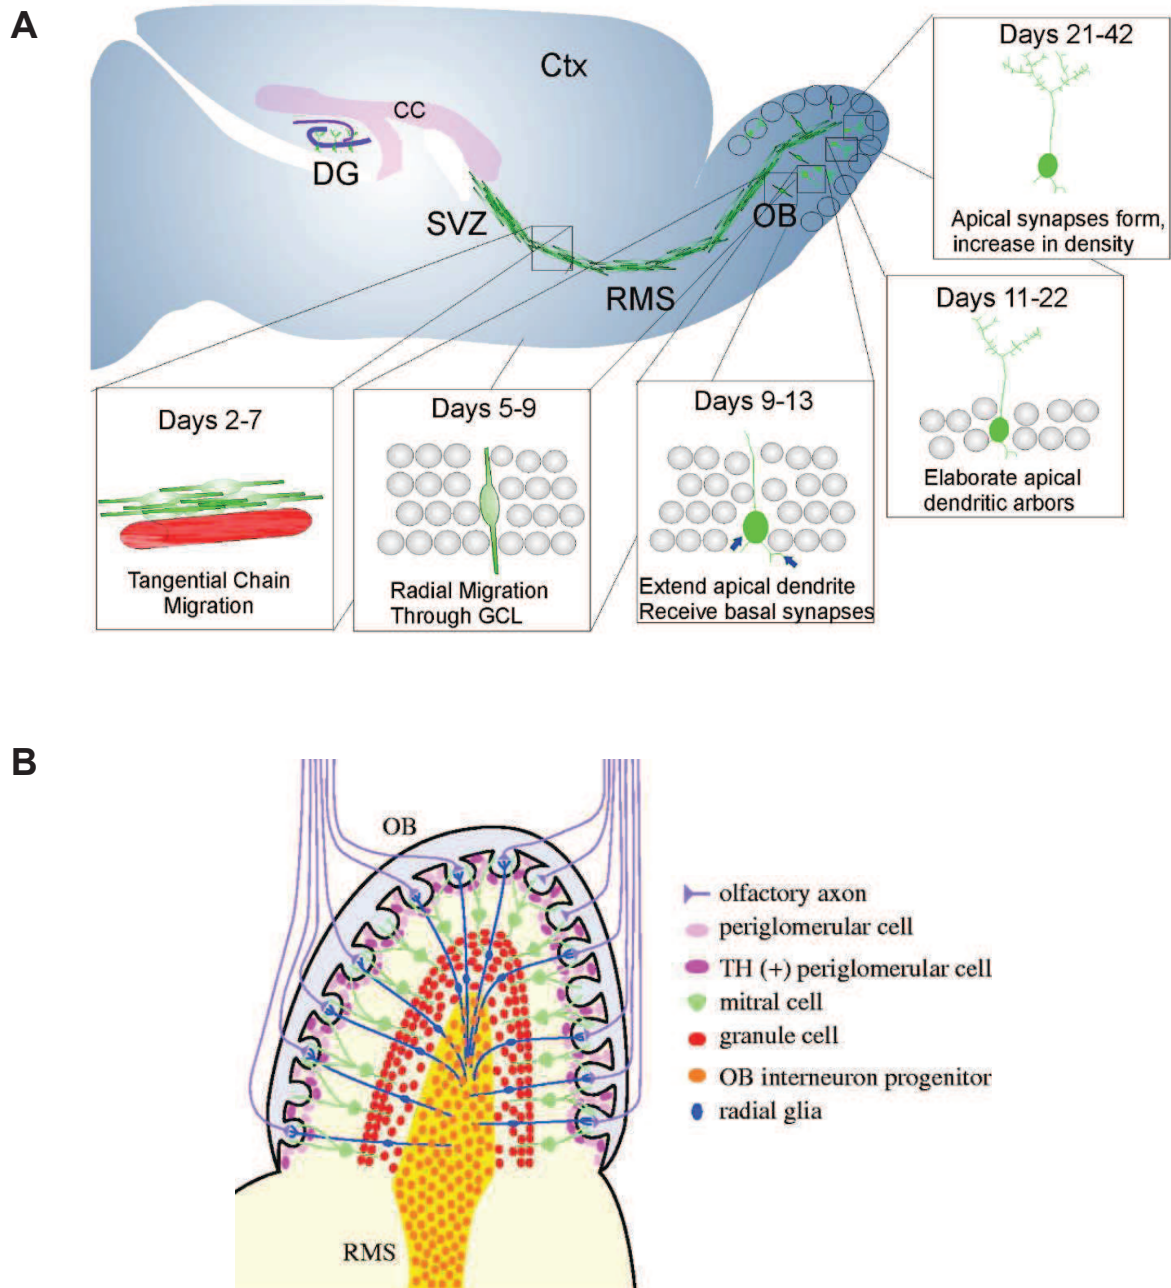 A
Ctx
CC
DG
SVZ
OB
RMS
Days 21-42
Apical synapses form,
increase in density
Days 11-22
Elaborate apical
dendritic arbors
Days 2-7
Tangential Chain
Migration
Days 5-9
Radial Migration
Through GCL
Days 9-13
Extend apical dendrite
Receive basal synapses
B
OB
olfactory axon
periglomerular cell
TH (+) periglomerular cell
mitral cell
granule cell
OB interneuron progenitor
radial glia
RMS